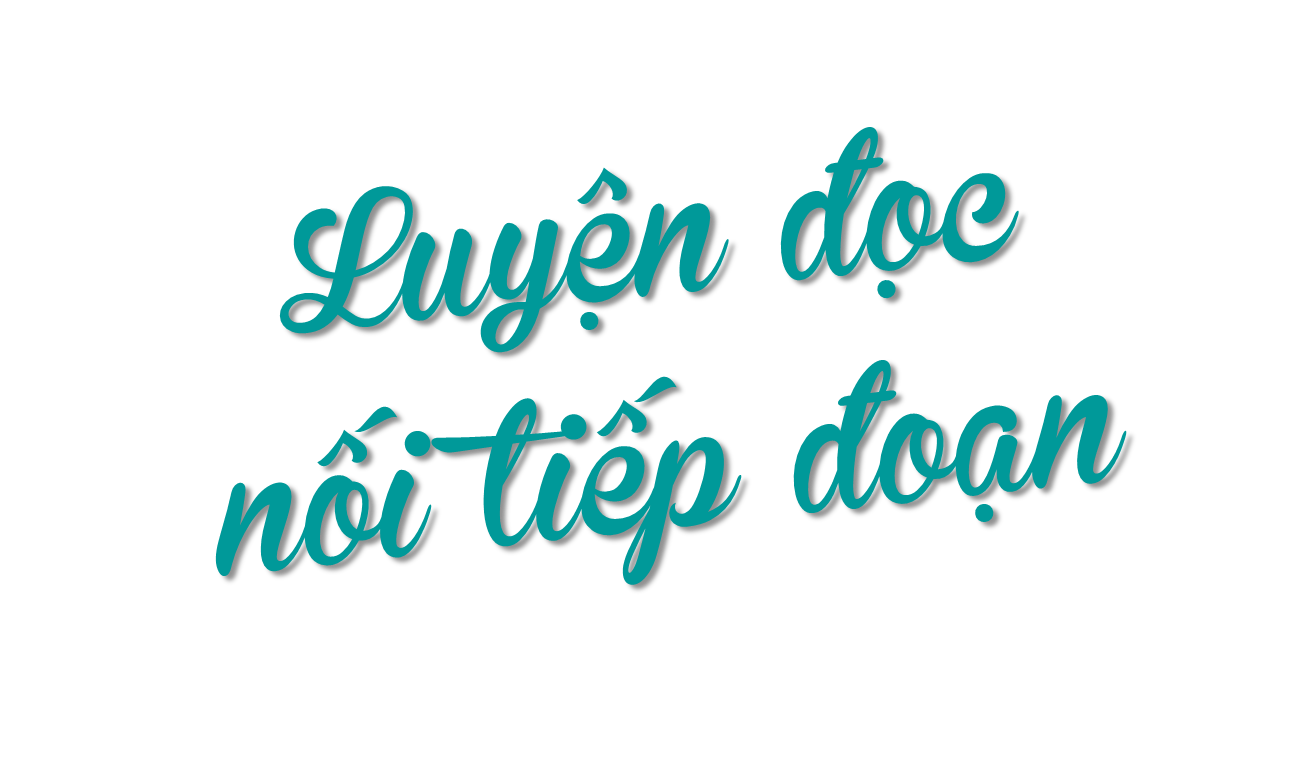 Luyện đọc
nối tiếp đoạn